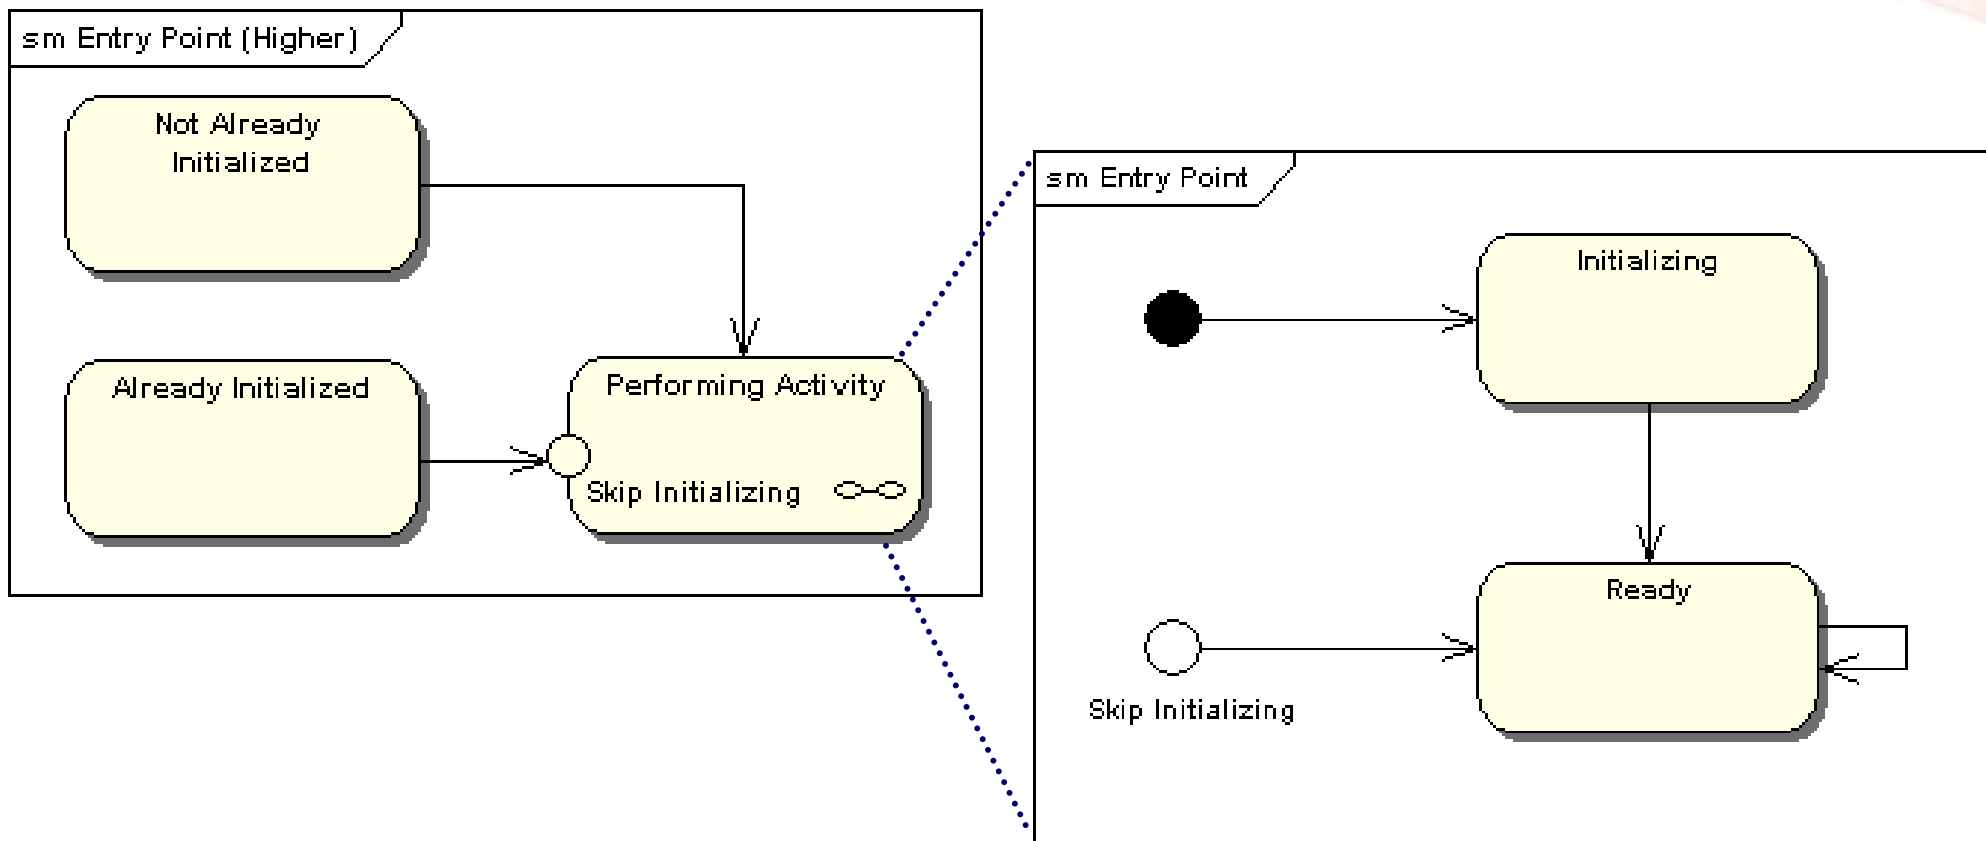 sm Entry Point (Higher)
Not Already
Initialized
Already Initialized
Performing Activity
Skip Initializing
sm Entry Point
Initializing
Ready
Skip Initializing